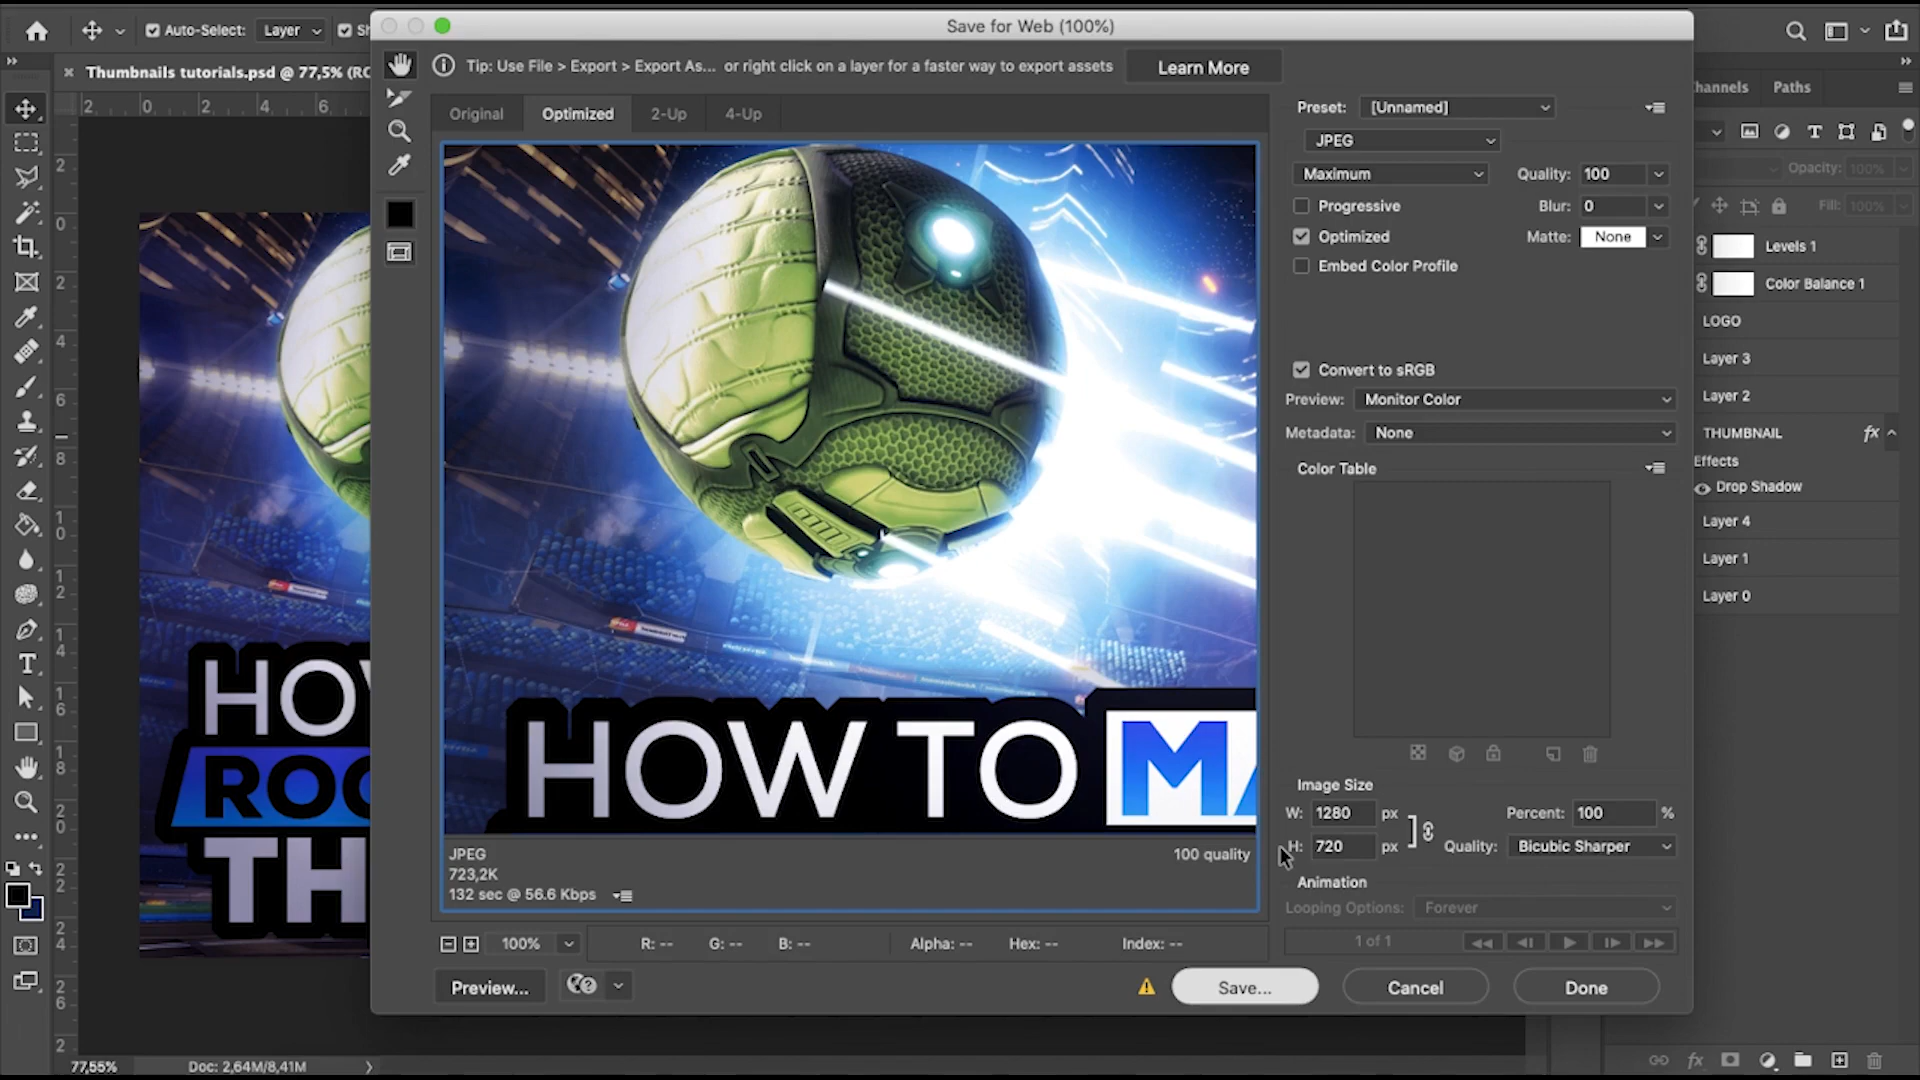 Save for Web (100%)
Auto-Select:
Layer
Sh
Tip: Use File > Export > Export As... or right click on a layer for a faster way to export assets
Learn More
Thumbnails tutorials.psd @ 77,5% (RG
Original
Optimized
2-Up
4-Up
HOW TO MA
JPEG
100 quality
723,2K
132 sec @ 56.6 Kbps
100%
R: --
G: --
B: --
Alpha: --
Hex: --
Index: --
Preview...
Save...
Cancel
Done
Preset: [Unnamed]
JPEG
Maximum
Quality: 100
Progressive
Blur: 0
Optimized
Matte: None
Embed Color Profile
Convert to sRGB
Preview: Monitor Color
Metadata: None
Color Table
Image Size
W: 1280 px
Percent: 100 %
H: 720 px
Quality: Bicubic Sharper
Animation
Looping Options: Forever
1 of 1
hannels
Paths
Opacity: 100%
Fill: 100%
Levels 1
Color Balance 1
LOGO
Layer 3
Layer 2
THUMBNAIL
fx
Effects
Drop Shadow
Layer 4
Layer 1
Layer 0
HOW
ROC
TH
77,55%
Doc: 2,64M/8,41M